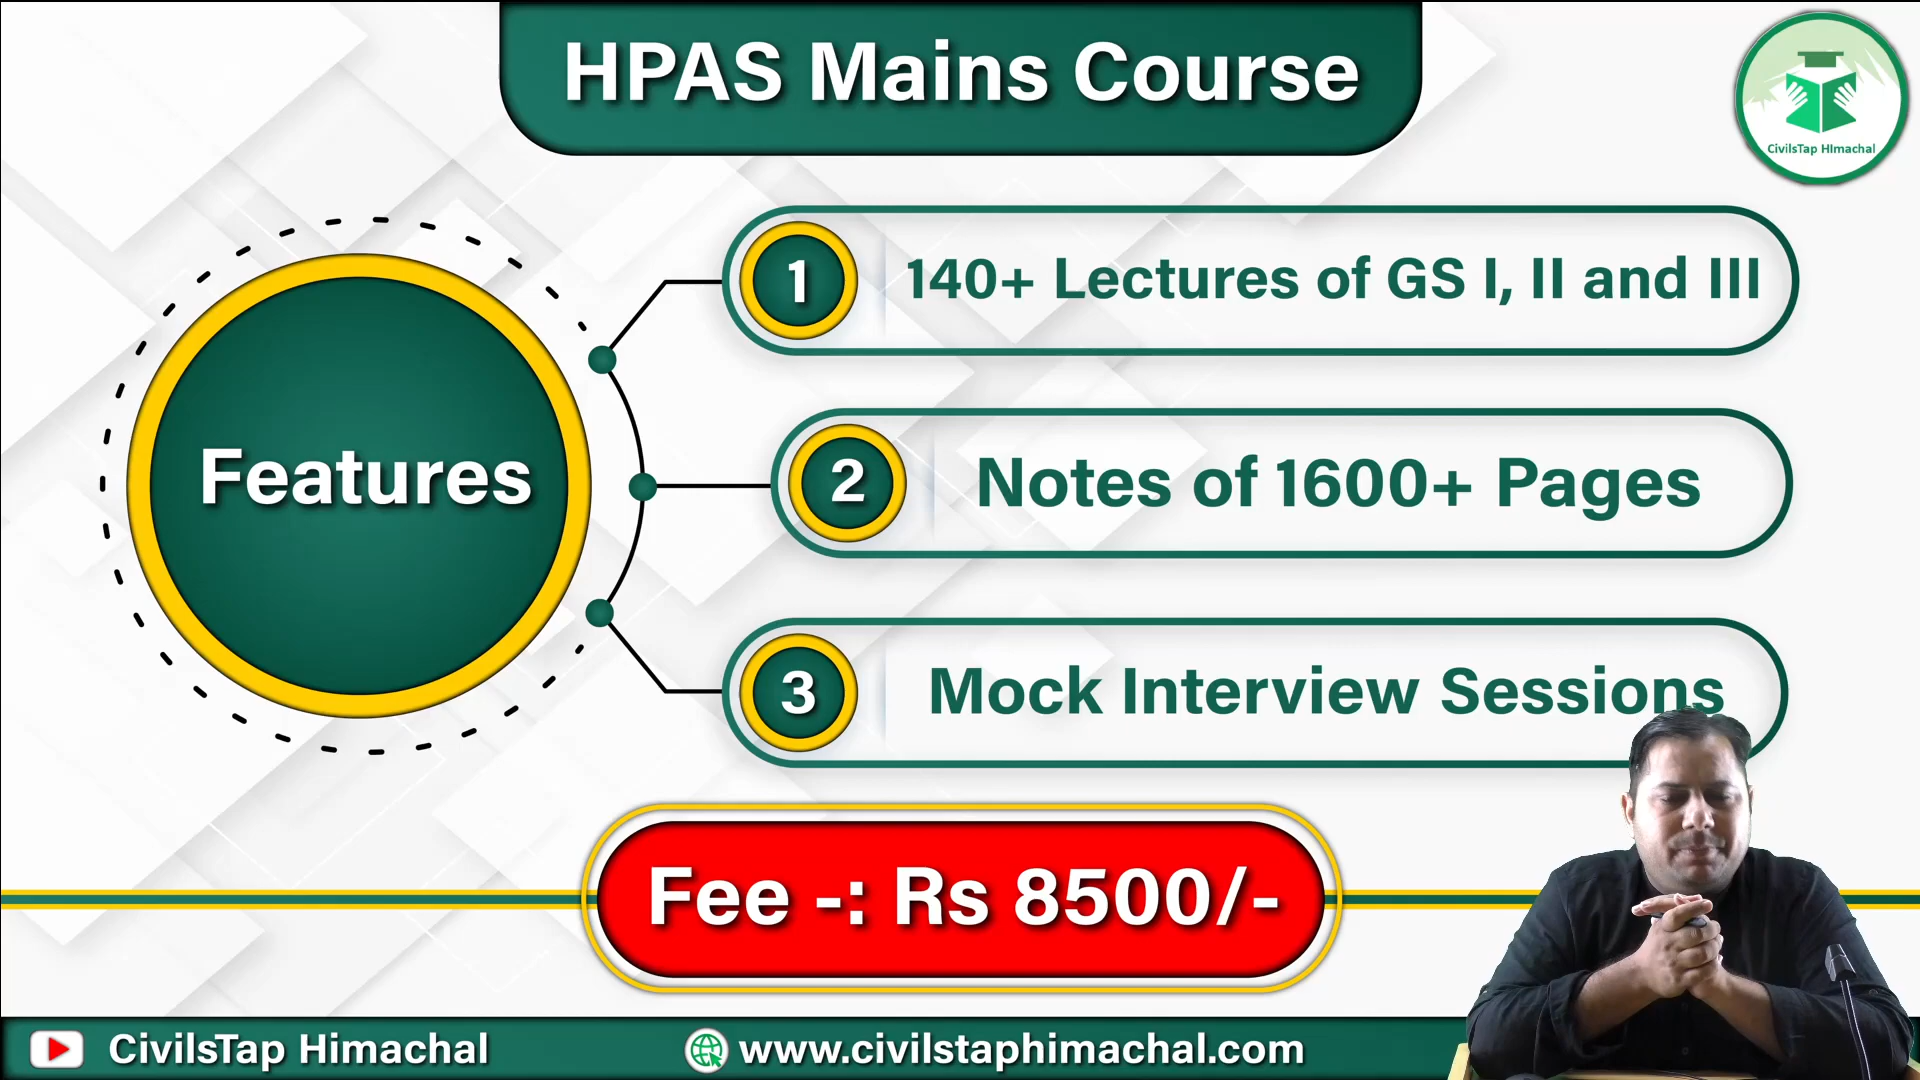 HPAS Mains Course
CivilsTap HImachal
Features
1
140+ Lectures of GS I, II and III
2
Notes of 1600+ Pages
3
Mock Interview Sessions
Fee -: Rs 8500/-
CivilsTap Himachal
www.civilstaphimachal.com